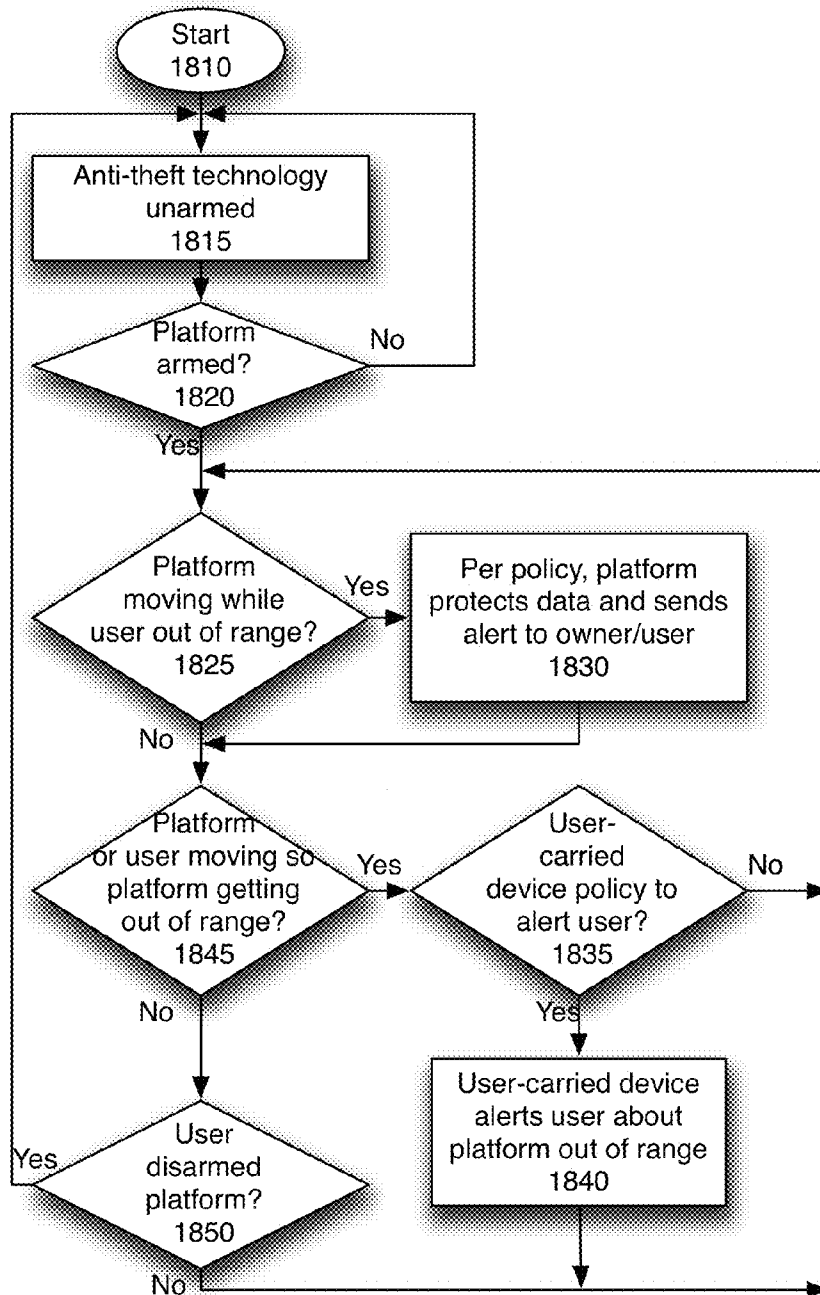 Start
1810
Anti-theft technology
unarmed
1815
Platform
armed?
1820
No
Yes
Platform
moving while
user out of range?
1825
Yes
Per policy, platform
protects data and sends
alert to owner/user
1830
No
Platform
or user moving so
platform getting
out of range?
1845
Yes
User-
carried
device policy to
alert user?
1835
No
No
Yes
User-carried device
alerts user about
platform out of range
1840
User
disarmed
platform?
1850
Yes
No